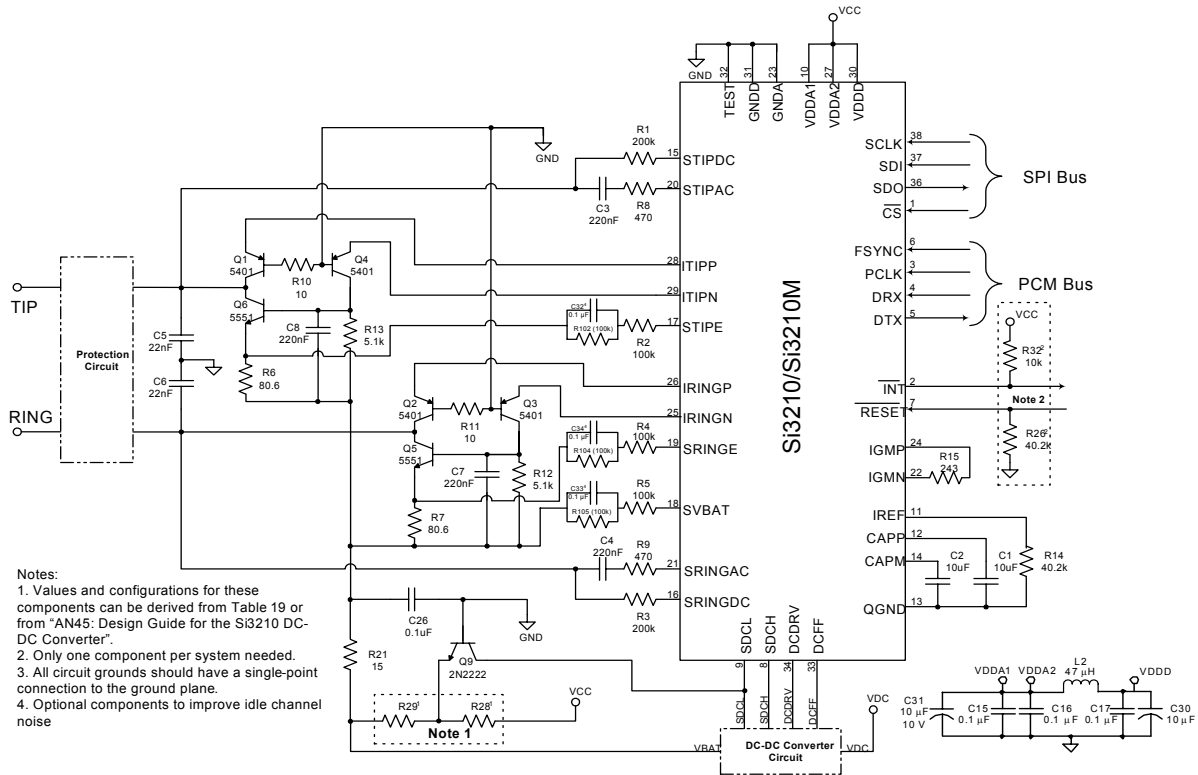 VCC
GND
32
31
23
10
27
30
TEST
GNDD
GNDA
VDDA1
VDDA2
VDDD
R1
200k
15
STIPDC
GND
C3
220nF
R8
470
20
STIPAC
38
SCLK
37
SDI
36
SDO
1
CS
SPI Bus
6
FSYNC
3
PCLK
4
DRX
5
DTX
PCM Bus
Q1
5401
R10
10
Q4
5401
28
ITIPP
29
ITIPN
Q6
5551
C8
220nF
R13
5.1k
C32⁴
0.1 µF
R102 (100k)
R2
100k
17
STIPE
TIP
RING
Protection
Circuit
C5
22nF
C6
22nF
R6
80.6
VCC
R32²
10k
2
INT
Note 2
7
RESET
R26²
40.2k
Q2
5401
R11
10
Q3
5401
26
IRINGP
25
IRINGN
Q5
5551
C7
220nF
R12
5.1k
C34⁴
0.1 µF
R104 (100k)
R4
100k
19
SRINGE
C33⁴
0.1 µF
R105 (100k)
R5
100k
18
SVBAT
R7
80.6
Si3210/Si3210M
24
IGMP
R15
243
22
IGMN
11
IREF
12
CAPP
14
CAPM
C2
10uF
C1
10uF
R14
40.2k
13
QGND
C4
220nF
R9
470
21
SRINGAC
16
SRINGDC
R3
200k
Notes:
1. Values and configurations for these
components can be derived from Table 19 or
from “AN45: Design Guide for the Si3210 DC-
DC Converter”.
2. Only one component per system needed.
3. All circuit grounds should have a single-point
connection to the ground plane.
4. Optional components to improve idle channel
noise
C26
0.1uF
GND
R21
15
Q9
2N2222
R29¹
R28¹
Note 1
VCC
SDCL
SDCH
DCDRV
DCFF
9
8
34
33
SDCL
SDCH
DCDRV
DCFF
VBAT
DC-DC Converter
Circuit
VDC
VDC
VDDA1
VDDA2
L2
47 µH
VDDD
C31
10 µF
10 V
C15
0.1 µF
C16
0.1 µF
C17
0.1 µF
C30
10 µF